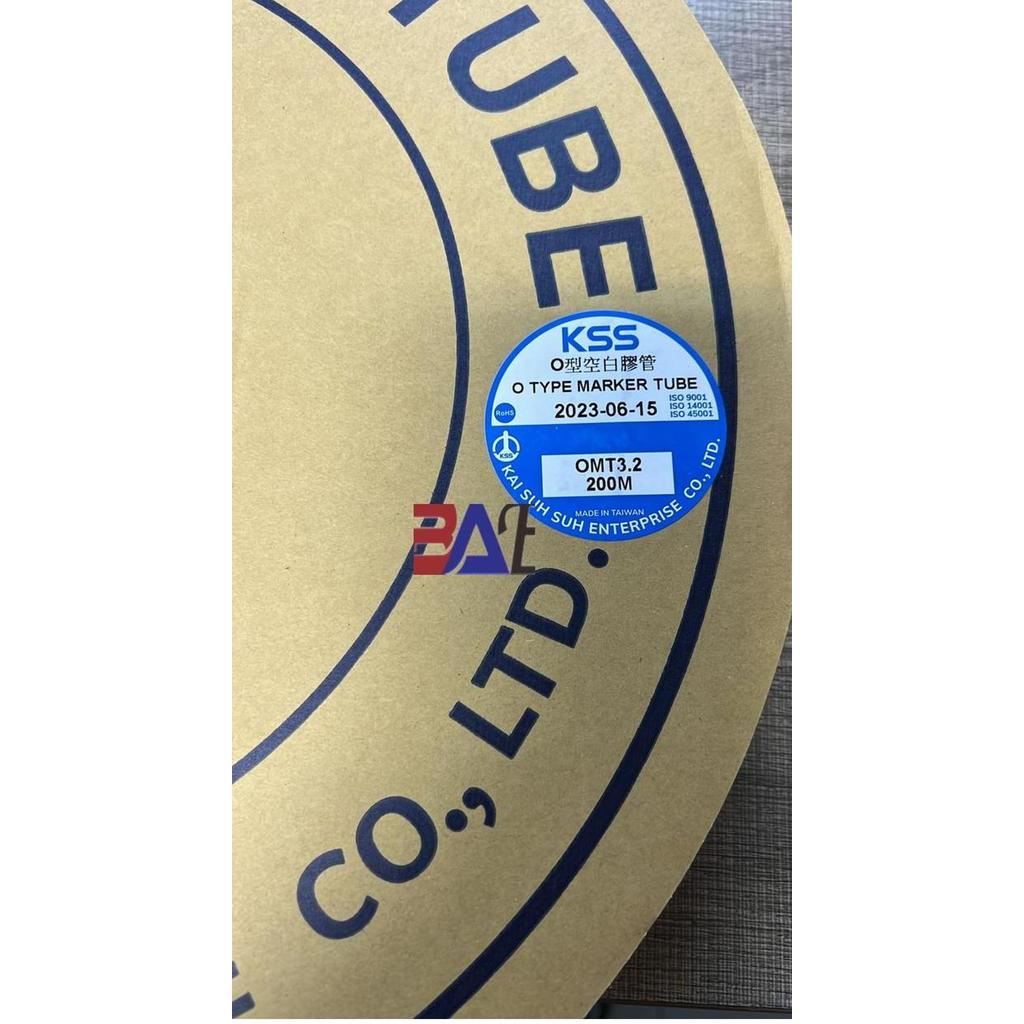 TUBE
KSS
O型空白膠管
O TYPE MARKER TUBE
2023-06-15
ISO 9001
ISO 14001
ISO 45001
RoHS
KSS
OMT3.2
200M
MADE IN TAIWAN
KAI SUH SUH ENTERPRISE CO., LTD.
BAE
CO., LTD.